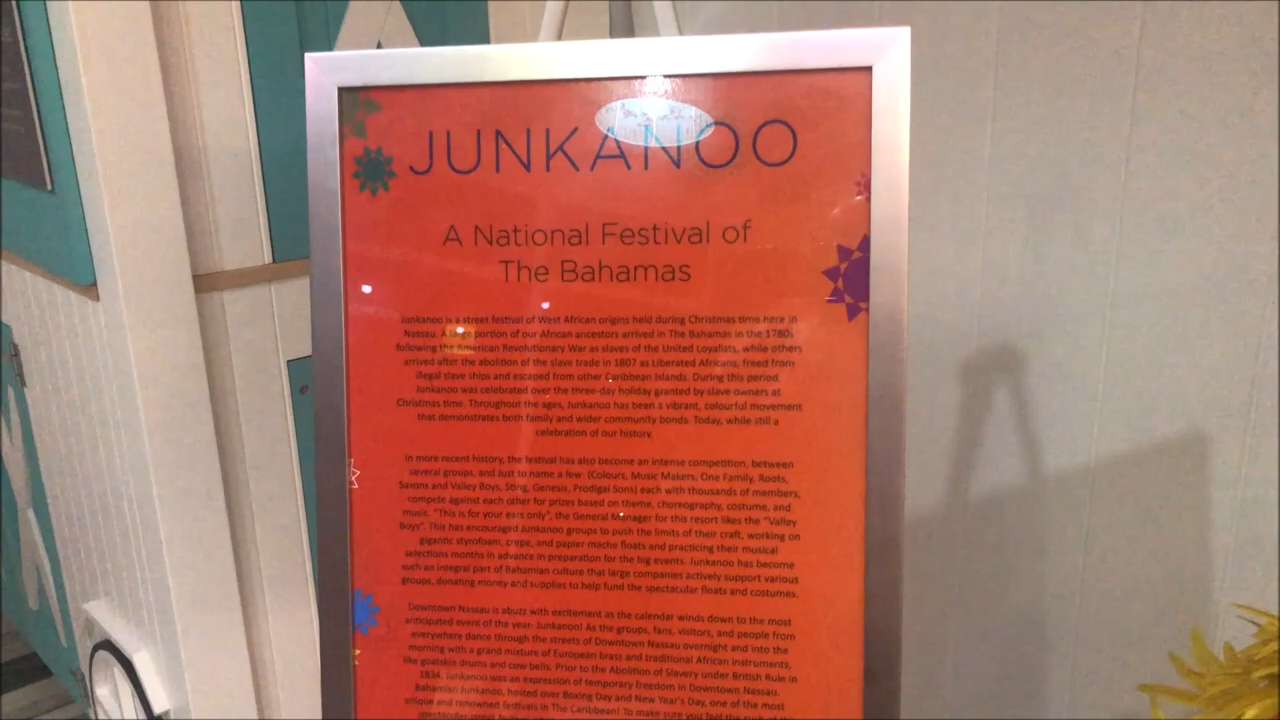 JUNKANOO
A National Festival of
The Bahamas
Junkanoo is a street festival of West African origins held during Christmas time here in
Nassau. A large portion of our African ancestors arrived in The Bahamas in the 1780s
following the American Revolutionary War as slaves of the United Loyalists, while others
arrived after the abolition of the slave trade in 1807 as Liberated Africans, freed from
illegal slave ships and escaped from other Caribbean Islands. During this period,
Junkanoo was celebrated over the three-day holiday granted by slave owners at
Christmas time. Throughout the ages, Junkanoo has been a vibrant, colourful movement
that demonstrates both family and wider community bonds. Today, while still a
celebration of our history.
In more recent history, the festival has also become an intense competition, between
several groups, and just to name a few: (Colours, Music Makers, One Family, Roots,
Saxons and Valley Boys, Sting, Genesis, Prodigal Sons) each with thousands of members,
compete against each other for prizes based on theme, choreography, costume, and
music. "This is for your ears only", the General Manager for this resort likes the "Valley
Boys". This has encouraged Junkanoo groups to push the limits of their craft, working on
gigantic styrofoam, crepe, and papier mache floats and practicing their musical
selections months in advance in preparation for the big events. Junkanoo has become
such an integral part of Bahamian culture that large companies actively support various
groups, donating money and supplies to help fund the spectacular floats and costumes.
Downtown Nassau is abuzz with excitement as the calendar winds down to the most
anticipated event of the year- Junkanoo! As the groups, fans, visitors, and people from
everywhere dance through the streets of Downtown Nassau overnight and into the
morning with a grand mixture of European brass and traditional African instruments,
like goatskin drums and cow bells. Prior to the Abolition of Slavery under British Rule in
1834. Junkanoo was an expression of temporary freedom in Downtown Nassau.
Bahamian Junkanoo, hosted over Boxing Day and New Year's Day, one of the most
unique and renowned festivals in The Caribbean! To make sure you feel the rush of
spectacular street